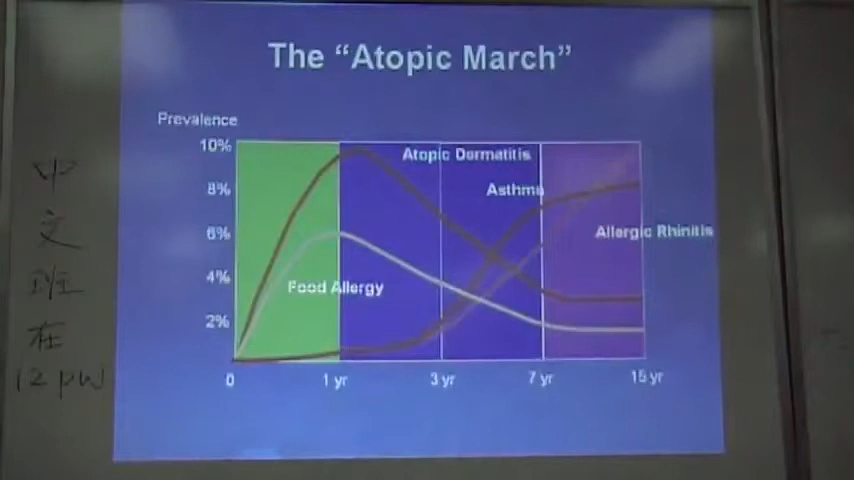 The “Atopic March”
Prevalence
10%
8%
6%
4%
2%
Atopic Dermatitis
Asthma
Allergic Rhinitis
Food Allergy
0
1 yr
3 yr
7 yr
15 yr
中
文
班
在
12 pm